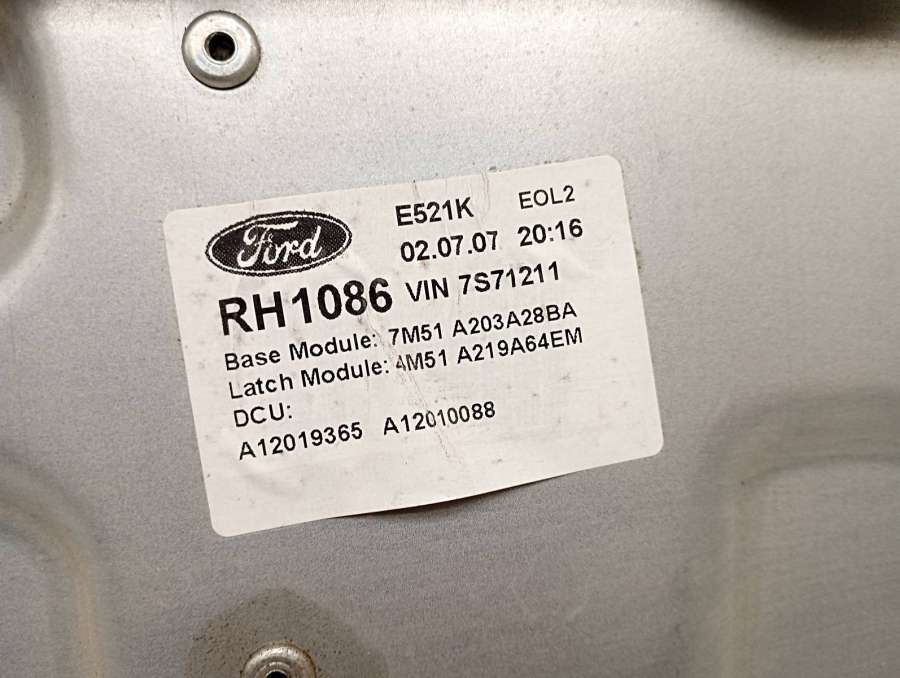 Ford
E521K EOL2
02.07.07 20:16
RH1086 VIN 7S71211
Base Module: 7M51 A203A28BA
Latch Module: 4M51 A219A64EM
DCU:
A12019365 A12010088